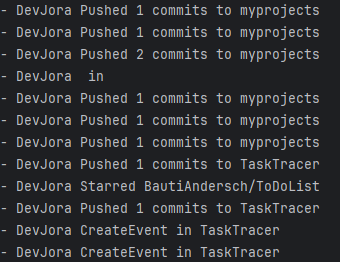 - DevJora Pushed 1 commits to myprojects
- DevJora Pushed 1 commits to myprojects
- DevJora Pushed 2 commits to myprojects
- DevJora  in
- DevJora Pushed 1 commits to myprojects
- DevJora Pushed 1 commits to myprojects
- DevJora Pushed 1 commits to myprojects
- DevJora Pushed 1 commits to TaskTracer
- DevJora Starred BautiAndersch/ToDoList
- DevJora Pushed 1 commits to TaskTracer
- DevJora CreateEvent in TaskTracer
- DevJora CreateEvent in TaskTracer